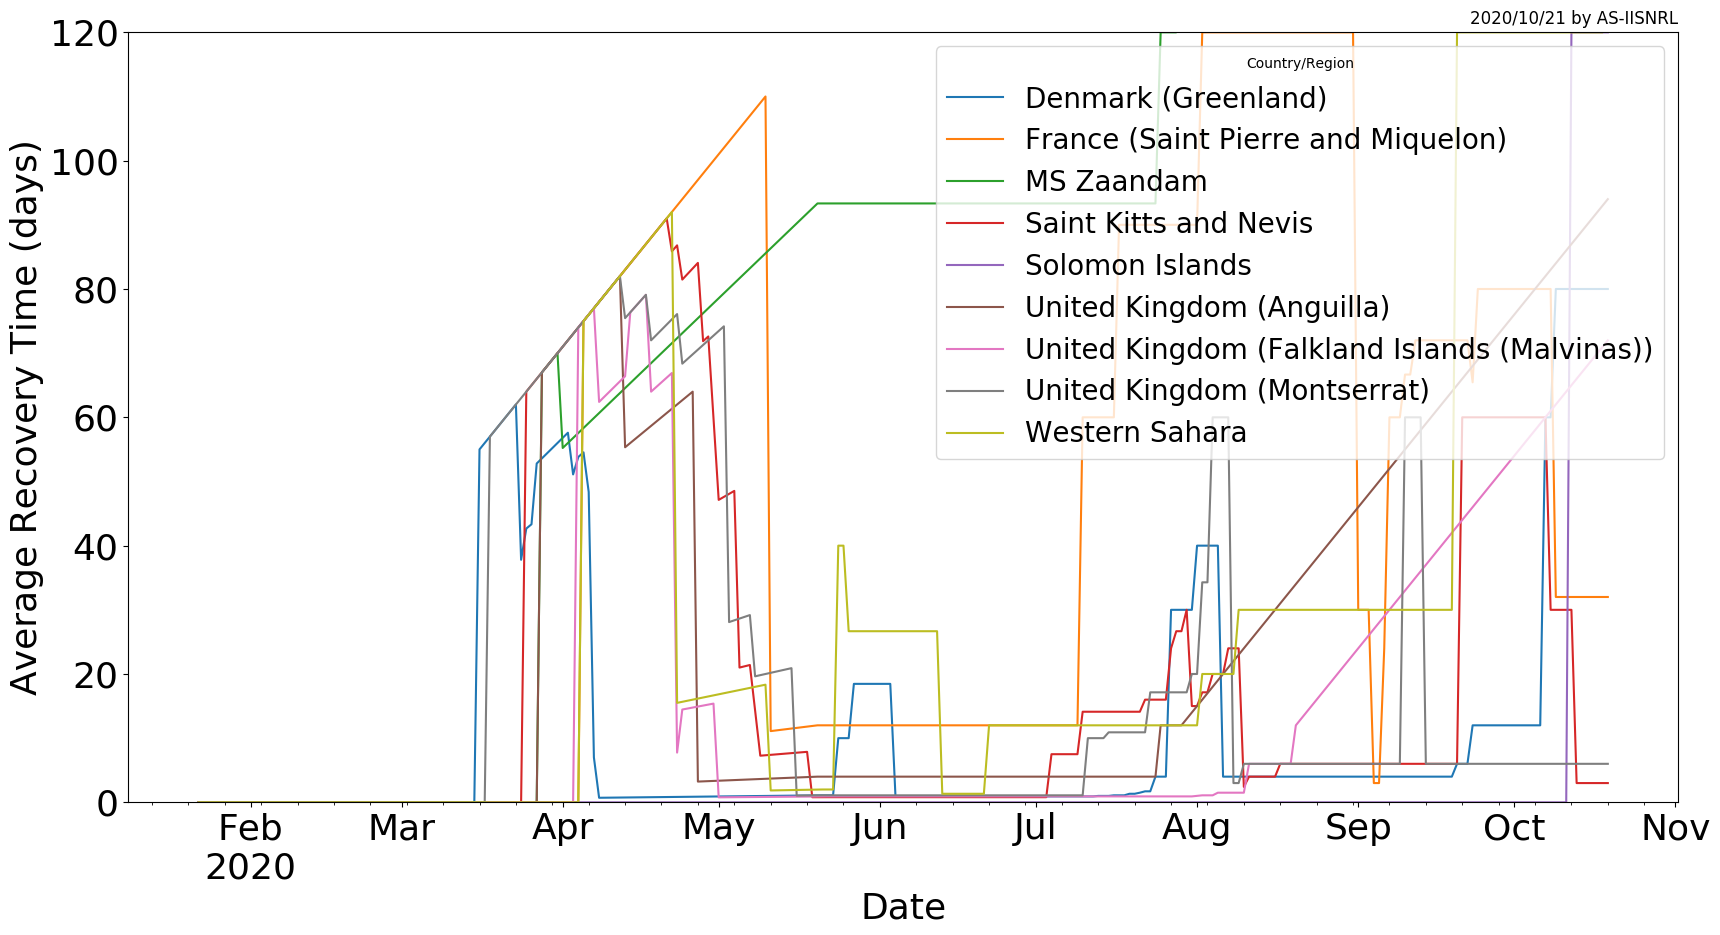 2020/10/21 by AS-IISNRL
120
100
80
60
40
20
0
Average Recovery Time (days)
Country/Region
Denmark (Greenland)
France (Saint Pierre and Miquelon)
MS Zaandam
Saint Kitts and Nevis
Solomon Islands
United Kingdom (Anguilla)
United Kingdom (Falkland Islands (Malvinas))
United Kingdom (Montserrat)
Western Sahara
Feb Mar Apr May Jun Jul Aug Sep Oct Nov
2020
Date